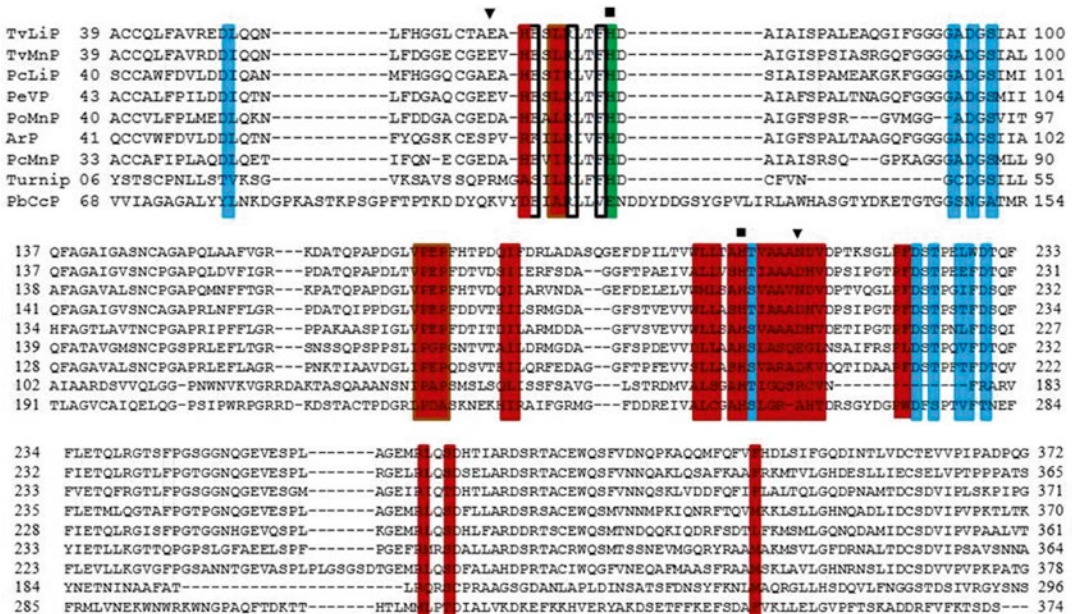 TvLiP 39 ACCQLFAVREDLQQN------------LFHGGLCTAEA-HESLRLTFHD------------AIAISPALEAQGIFGGGGADGSIAI 100
TvMnP 39 ACCQLFAVRDDIQQN------------LFDGGECGEEV-HESLRLTFHD------------AIGISPSIASRGQFGGGGADGSIAL 100
PcLiP 40 SCCAWFDVLDDIQAN------------MFHGGQCGAEA-HESIRLVFHD------------SIAISPAMEAKGKFGGGGADGSIMI 101
PeVP 43 ACCALFPILDDIQTN------------LFDGAQCGEEV-HESLRLTFHD------------AIAFSPALTNAGQFGGGGADGSMII 104
PoMnP 40 ACCVLFPLMEDLQKN------------LFDDGACGEDA-HEALRLTFHD------------AIGFSPSR---GVMGG--ADGSVIT 97
ArP 41 QCCVWFDVLDDLQTN------------FYQGSKCESPV-RKILRIVFHD------------AIGFSPALTAAGQFGGGGADGSIIA 102
PcMnP 33 ACCAFIPLAQDLQET------------IFQN-ECGEDA-HEVIRLTFHD------------AIAISRSQ---GPKAGGGADGSMLL 90
Turnip 06 YSTSCPNLLSTVKSG------------VKSAVSSQPRMGASILRLFFHD------------CFVN---------GCDGSILL 55
PbCcP 68 VVIAGAGALYYLNKDGPKASTKPSGPFTPTKDDYQKVYDEIARLLVENDDYDDGSYGPVLIRLAWHASGTYDKETGTGGSNGATMR 154
137 QFAGAIGASNCAGAPQLAAFVGR---KDATQPAPDGLVPEPFHTPDQIFDRLADASQGEFDPILTVWLLTAHTVAAANDVDPTKSGLPFDSTPELWDTQF 233
137 QFAGAIGVSNCPGAPQLDVFIGR---PDATQPAPDLTVPEPFDTVDSIIERFSDA---GGFTPAEIVALLVSHTIAAADHVDPSIPGTPFDSTPEEFDTQF 231
138 AFAGAVALSNCPGAPQMNFFTGR---KPATQPAPDGLVPEPFHTVDQIIARVNDA---GEFDELELVWMLSAHSVAAVNDVDPTVQGLPFDSTPGIFDSQF 232
141 QFAGAIGVSNCAGAPRLNFFLGR---PDATQIPPDGLVPEPFDDVTKILSRMGDA---GFSTVEVVWLLASHTIAAADHVDPSIPGTPFDSTPSTFDSQF 234
134 HFAGTLAVTNCPGAPRIPFFLGR---PPAKAASPIGLVPEPFDTITDILARMDDA---GFVSVEVVWLLSAHSVAAADHVDETIPGTPFDSTPNLFDSQI 227
139 QFATAVGMSNCPGSPRLEFLTGR---SNSSQPSPPSLIPGPGNTVTAILDRMGDA---GFSPDEVVDLLAAHSLASQEGLNSAIFRSPLDSTPQVFDTQF 232
128 QFAGAVALSNCPGAPRLEFLAGR---PNKTIAAVDGLIPEPQDSVTKILQRFEDAG--GFTPFEVVSLLASHSVARADKVDQTIDAAPFDSTPFTFDTQV 222
102 AIAARDSVVQLGG-PNWNVKVGRRDAKTASQAAANSNIPAPSMSLSQLISSFSAVG---LSTRDMVALSGAHTIGQSRCVN---------FRARV 183
191 TLAGVCAIQELQG-PSIPWRPGRRD-KDSTACTPDGRLPDASKNEKHIRAIFGRMG---FDDREIVALCGAHSLGR-AHTDRSGYDGPWDFSPTVFTNEF 284
234 FLETQLRGTSFPGSGGNQGEVESPL--------AGEMRLQSDHTIARDSRTACEWQSFVDNQPKAQQMFQFVFHDLSIFGQDINTLVDCTEVVPIPADPQG 372
232 FIETQLRGTLFPGTGGNQGEVESPL--------RGELRLQSDSELARDSRTACEWQSFVNNQAKLQSAFKAAFRKMTVLGHDESLLIECSELVPTPPPATS 365
233 FVETQFRGTLFPGSGGNQGEVESGM--------AGEIRIQTDHTLARDSRTACEWQSFVNNQSKLVDDFQFIFLALTQLGQDPNAMTDCSDVIPLSKPIPG 371
235 FLETMLQGTAFPGTGGNQGEVESPL--------AGEMRLQSDFLLARDSRSACEWQSMVNNMPKIQNRFTQVMKKLSLLGHNQADLIDCSDVIPVPKTLTK 370
228 FIETQLRGISFPGTGGNHGEVQSPL--------KGEMRLQSDHLFARDDRTSCEWQSMTNDQQKIQDRFSDTLFKMSMLGQNQDAMIDCSDVIPVPAALVT 361
233 YIETLLKGTTQPGPSLGFAEELSPF--------PGEFRMRSDALLARDSRTACRWQSMTSSNEVMGQRYRAAMAKMSVLGFDRNALTDCSDVIPSAVSNNA 364
223 FLEVLLKGVGFPGSANNTGEVASPLPLGSGSDTGEMRLQSDFALAHDPRTACIWQGFVNEQAFMAASFRAAMSKLAVLGHNRNSLIDCSDVVPVPKPATG 378
184 YNETNINAAFAT---------------------LRQRSCPRAAGSGDANLAPLDINSATSFDNSYFKNLMAQRGLLHSDQVLFNGGSTDSIVRGYSNS 296
285 FRMLVNEKWNWRKWNGPAQFTDKTT--------HTLMMLPTDIALVKDKEFKKHVERYAKDSETFFKEFSDAFVKLLELGVPFTSKADDRFVFKTSDE---- 374